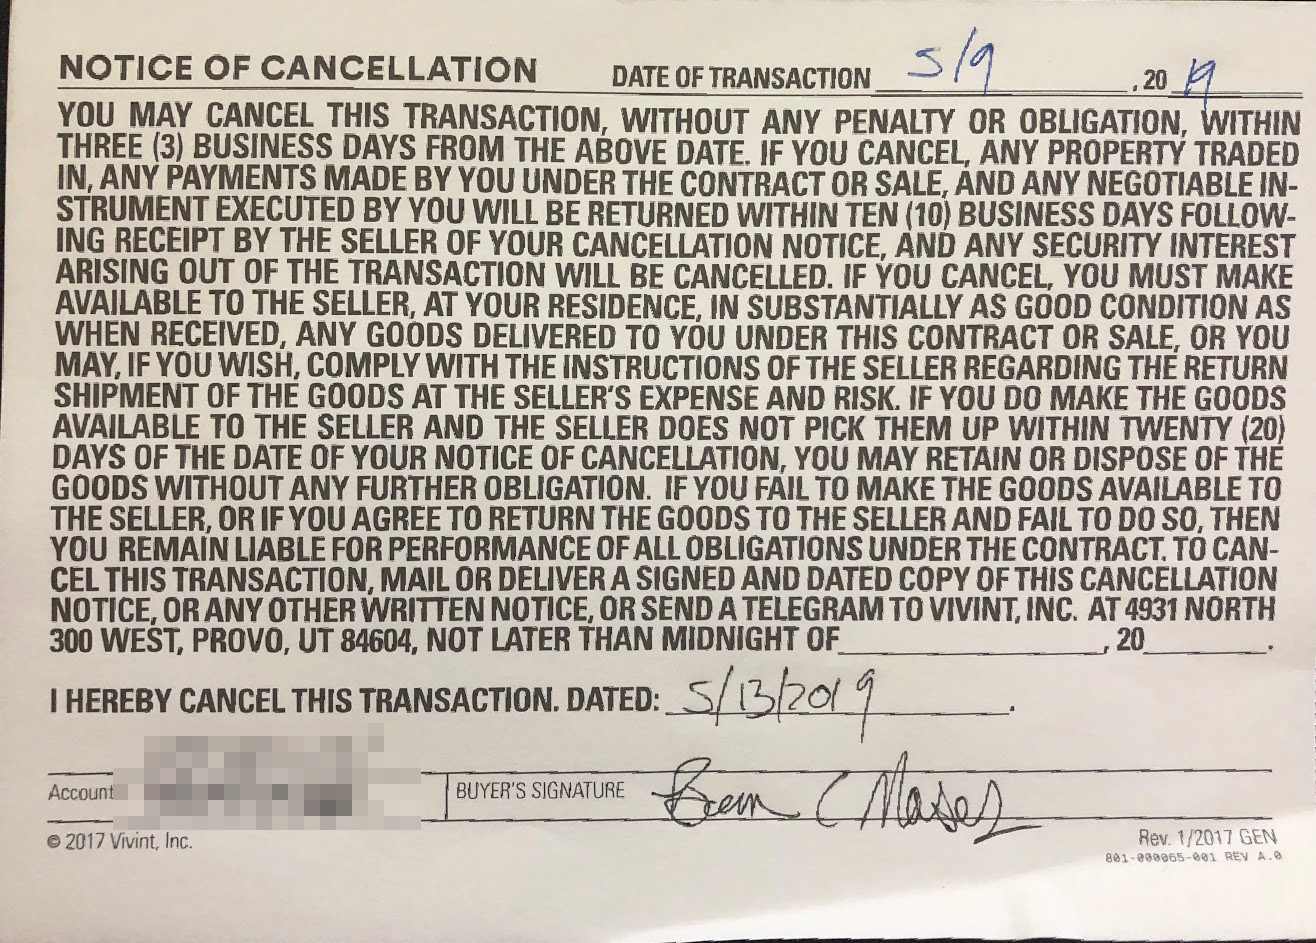 NOTICE OF CANCELLATION DATE OF TRANSACTION 5/9, 20 19
YOU MAY CANCEL THIS TRANSACTION, WITHOUT ANY PENALTY OR OBLIGATION, WITHIN
THREE (3) BUSINESS DAYS FROM THE ABOVE DATE. IF YOU CANCEL, ANY PROPERTY TRADED
IN, ANY PAYMENTS MADE BY YOU UNDER THE CONTRACT OR SALE, AND ANY NEGOTIABLE IN-
STRUMENT EXECUTED BY YOU WILL BE RETURNED WITHIN TEN (10) BUSINESS DAYS FOLLOW-
ING RECEIPT BY THE SELLER OF YOUR CANCELLATION NOTICE, AND ANY SECURITY INTEREST
ARISING OUT OF THE TRANSACTION WILL BE CANCELLED. IF YOU CANCEL, YOU MUST MAKE
AVAILABLE TO THE SELLER, AT YOUR RESIDENCE, IN SUBSTANTIALLY AS GOOD CONDITION AS
WHEN RECEIVED, ANY GOODS DELIVERED TO YOU UNDER THIS CONTRACT OR SALE, OR YOU
MAY, IF YOU WISH, COMPLY WITH THE INSTRUCTIONS OF THE SELLER REGARDING THE RETURN
SHIPMENT OF THE GOODS AT THE SELLER'S EXPENSE AND RISK. IF YOU DO MAKE THE GOODS
AVAILABLE TO THE SELLER AND THE SELLER DOES NOT PICK THEM UP WITHIN TWENTY (20)
DAYS OF THE DATE OF YOUR NOTICE OF CANCELLATION, YOU MAY RETAIN OR DISPOSE OF THE
GOODS WITHOUT ANY FURTHER OBLIGATION. IF YOU FAIL TO MAKE THE GOODS AVAILABLE TO
THE SELLER, OR IF YOU AGREE TO RETURN THE GOODS TO THE SELLER AND FAIL TO DO SO, THEN
YOU REMAIN LIABLE FOR PERFORMANCE OF ALL OBLIGATIONS UNDER THE CONTRACT. TO CAN-
CEL THIS TRANSACTION, MAIL OR DELIVER A SIGNED AND DATED COPY OF THIS CANCELLATION
NOTICE, OR ANY OTHER WRITTEN NOTICE, OR SEND A TELEGRAM TO VIVINT, INC. AT 4931 NORTH
300 WEST, PROVO, UT 84604, NOT LATER THAN MIDNIGHT OF____________, 20______.
I HEREBY CANCEL THIS TRANSACTION. DATED: 5/13/2019.
Account BUYER'S SIGNATURE
© 2017 Vivint, Inc. Rev. 1/2017 GEN
801-000065-001 REV A.0